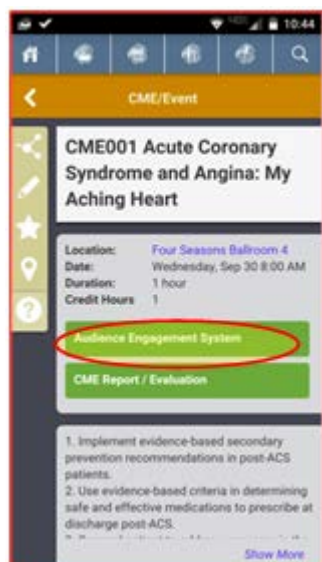 10:44
CME/Event
CME001 Acute Coronary
Syndrome and Angina: My
Aching Heart
Location: Four Seasons Ballroom 4
Date: Wednesday, Sep 30 8:00 AM
Duration: 1 hour
Credit Hours 1
Audience Engagement System
CME Report / Evaluation
1. Implement evidence-based secondary
prevention recommendations in post-ACS
patients.
2. Use evidence-based criteria in determining
safe and effective medications to prescribe at
discharge post-ACS.
Show More